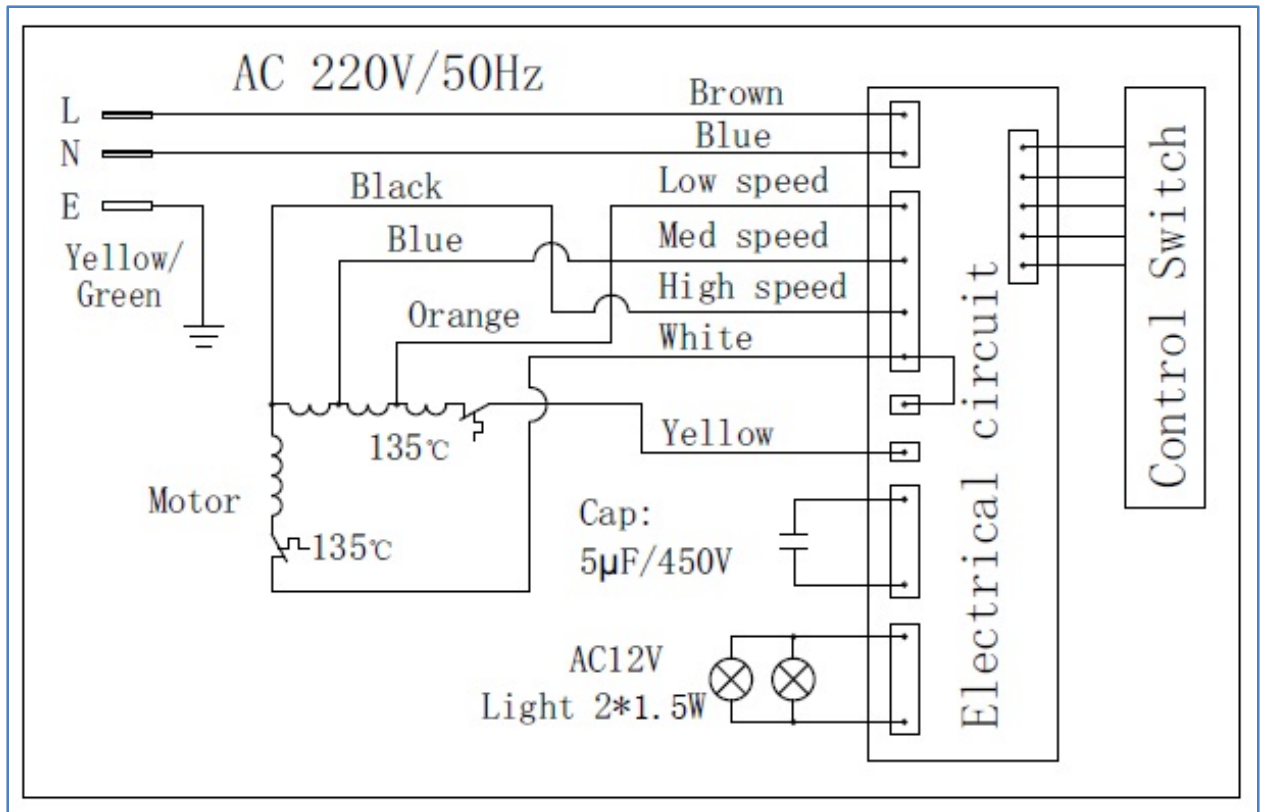 AC 220V/50Hz
L
Brown
N
Blue
E
Yellow/
Green
Black
Low speed
Blue
Med speed
Orange
High speed
White
135℃
Yellow
Motor
135℃
Cap:
5μF/450V
AC12V
Light 2*1.5W
Electrical circuit
Control Switch